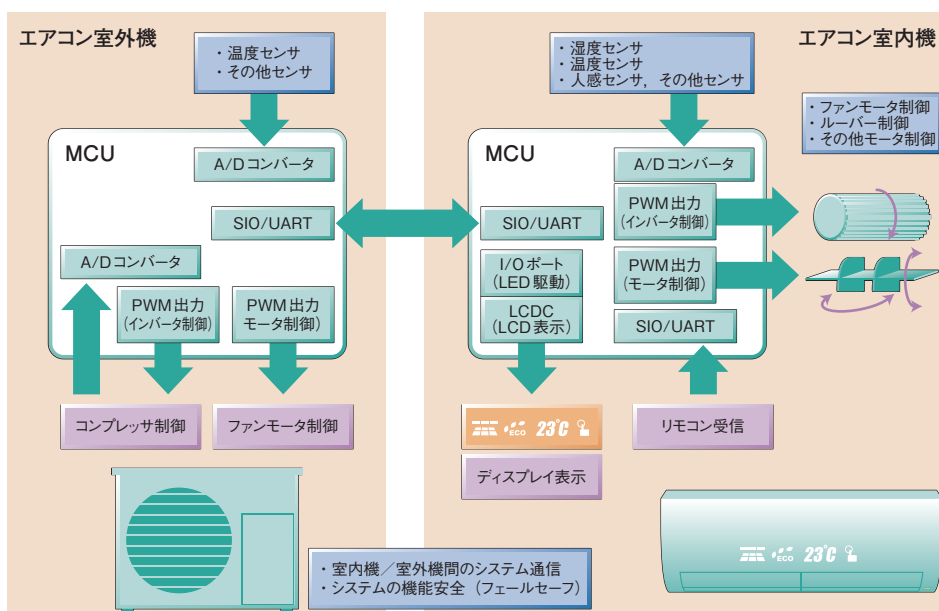 エアコン室外機
・温度センサ
・その他センサ
MCU
A/Dコンバータ
SIO/UART
A/Dコンバータ
PWM出力
(インバータ制御)
PWM出力
モータ制御)
コンプレッサ制御
ファンモータ制御
エアコン室内機
・湿度センサ
・温度センサ
・人感センサ，その他センサ
・ファンモータ制御
・ルーバー制御
・その他モータ制御
MCU
A/Dコンバータ
PWM出力
(インバータ制御)
SIO/UART
I/Oポート
(LED駆動)
PWM出力
(モータ制御)
LCDC
(LCD表示)
SIO/UART
ECO 23℃
ディスプレイ表示
リモコン受信
ECO 23℃
・室内機／室外機間のシステム通信
・システムの機能安全（フェールセーフ）